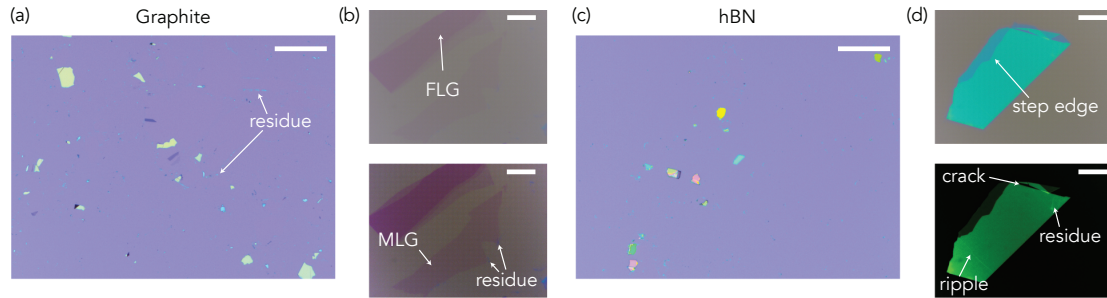 (a)
Graphite
residue
(b)
FLG
MLG
residue
(c)
hBN
(d)
step edge
crack
residue
ripple